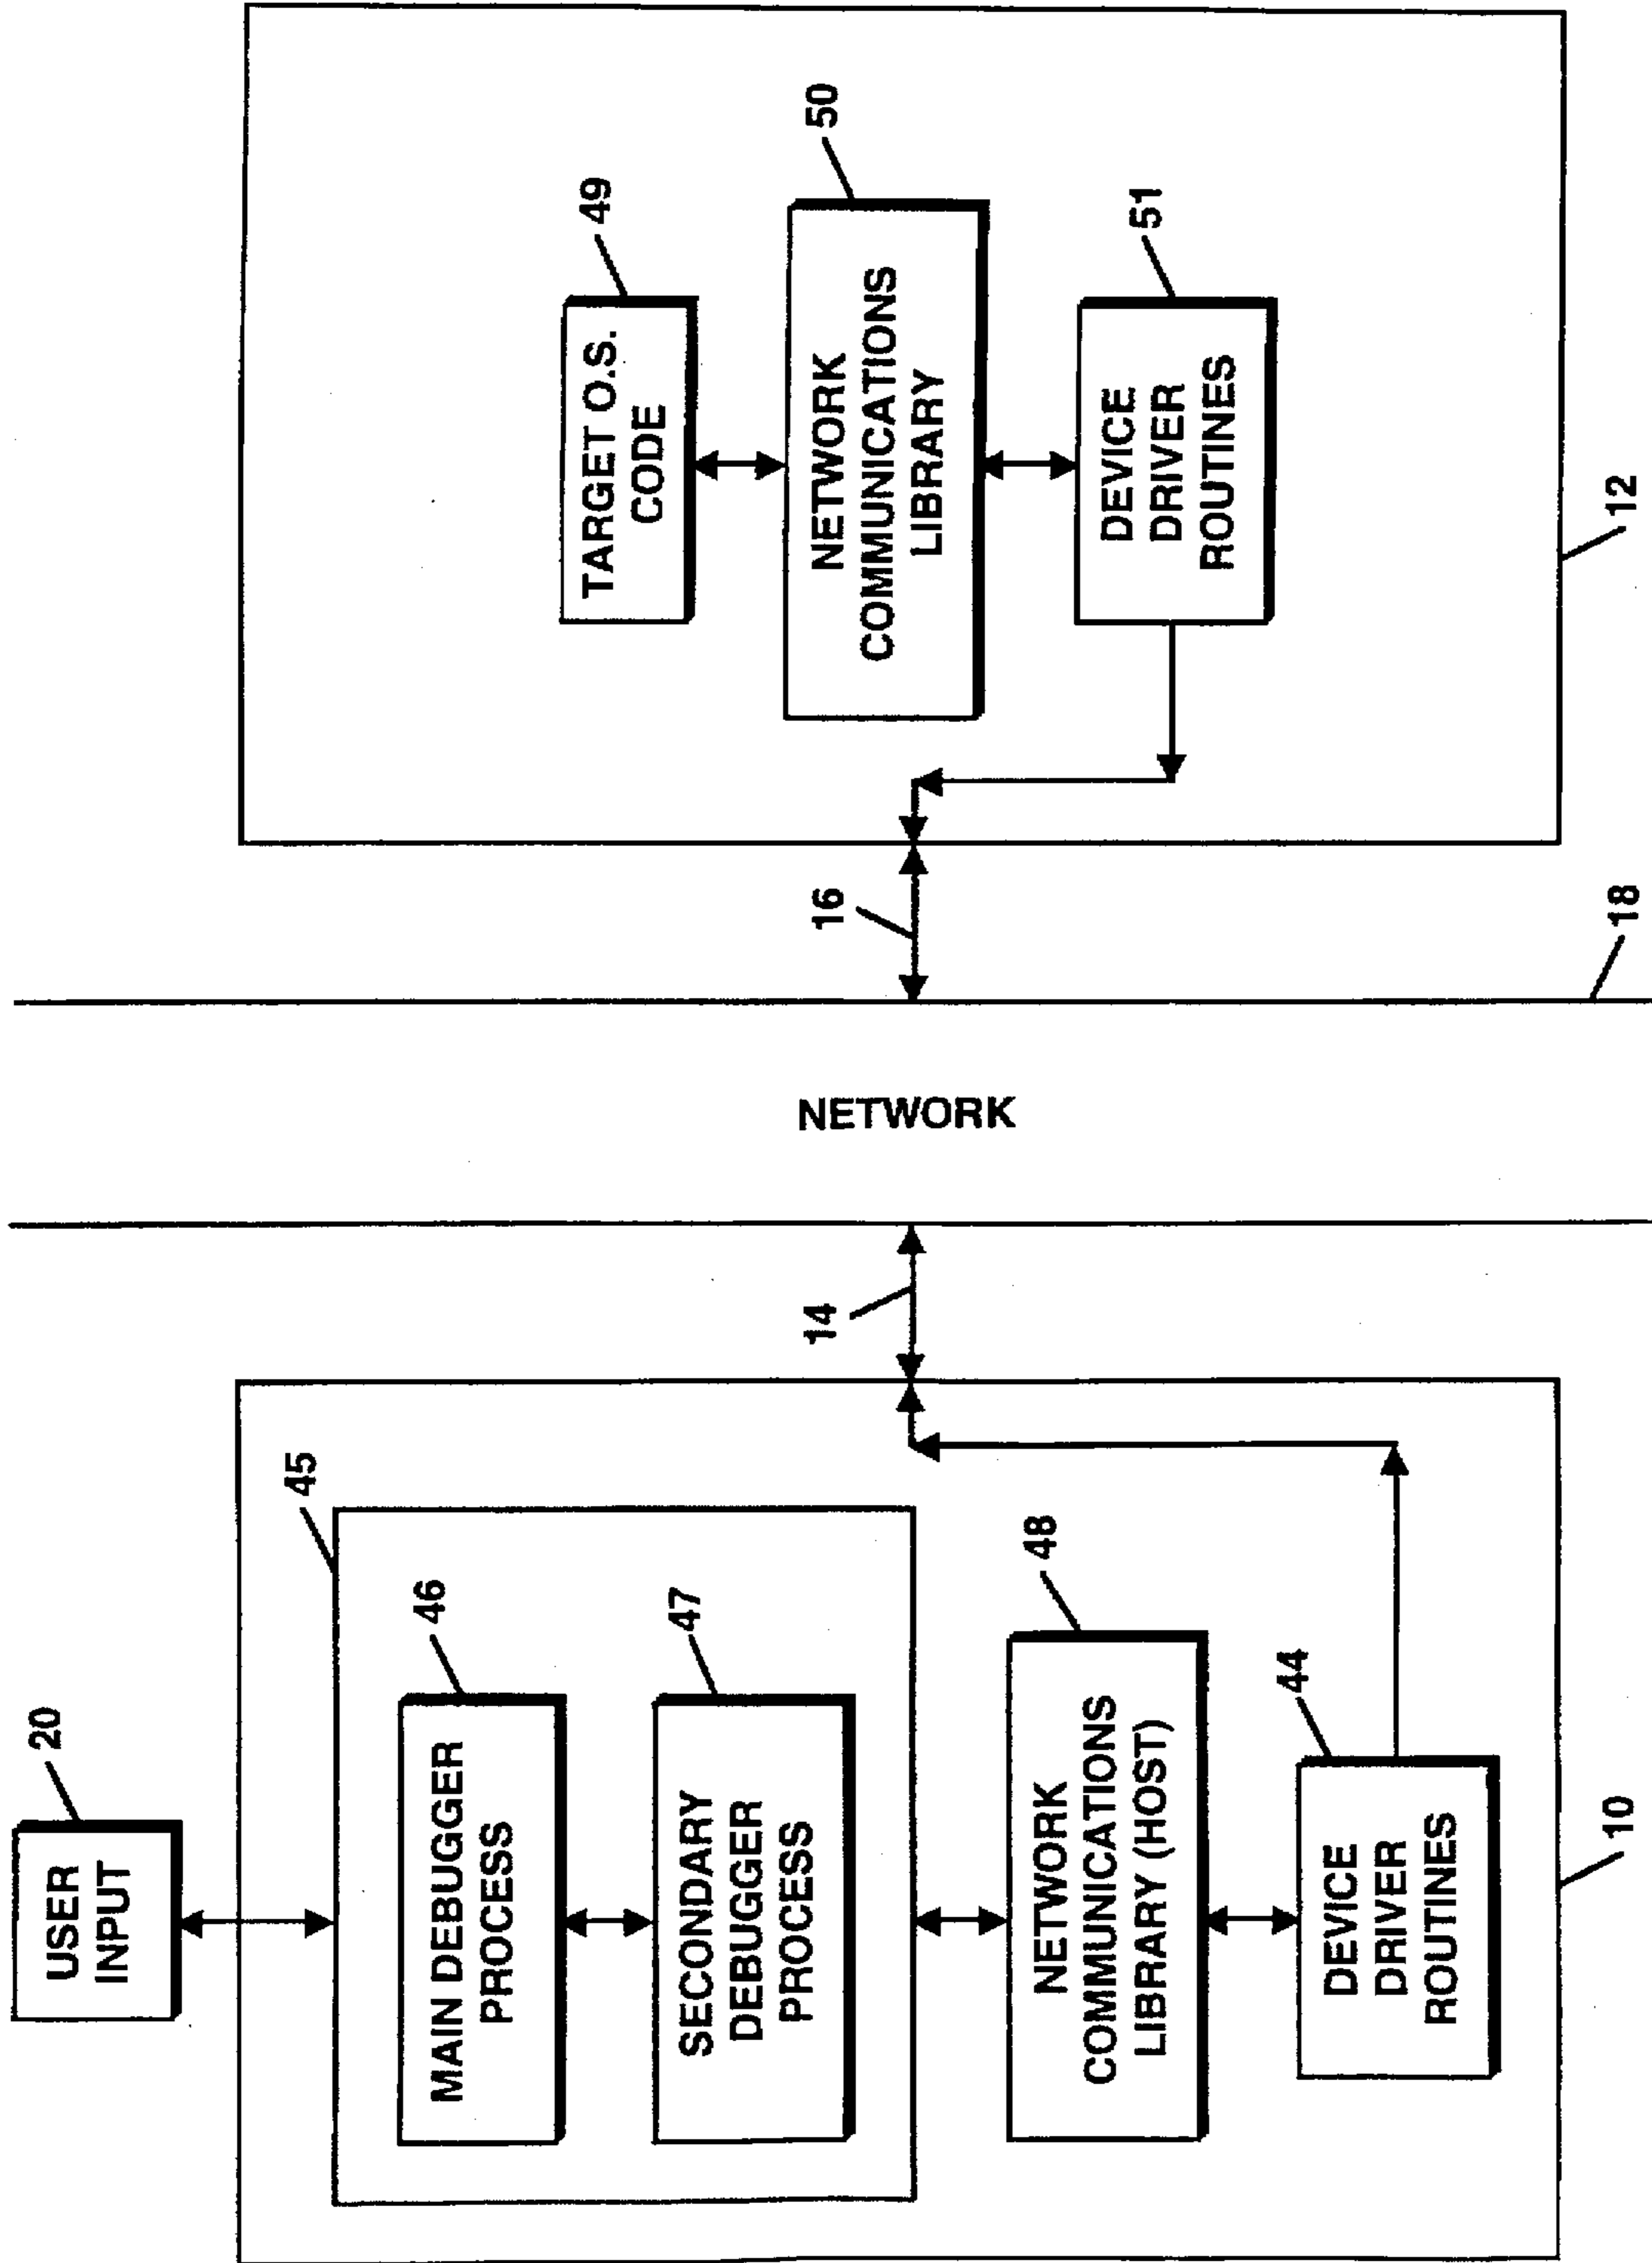 20
USER
INPUT
45
46
MAIN DEBUGGER
PROCESS
47
SECONDARY
DEBUGGER
PROCESS
48
NETWORK
COMMUNICATIONS
LIBRARY (HOST)
44
DEVICE
DRIVER
ROUTINES
10
14
NETWORK
16
18
49
TARGET O.S.
CODE
50
NETWORK
COMMUNICATIONS
LIBRARY
51
DEVICE
DRIVER
ROUTINES
12